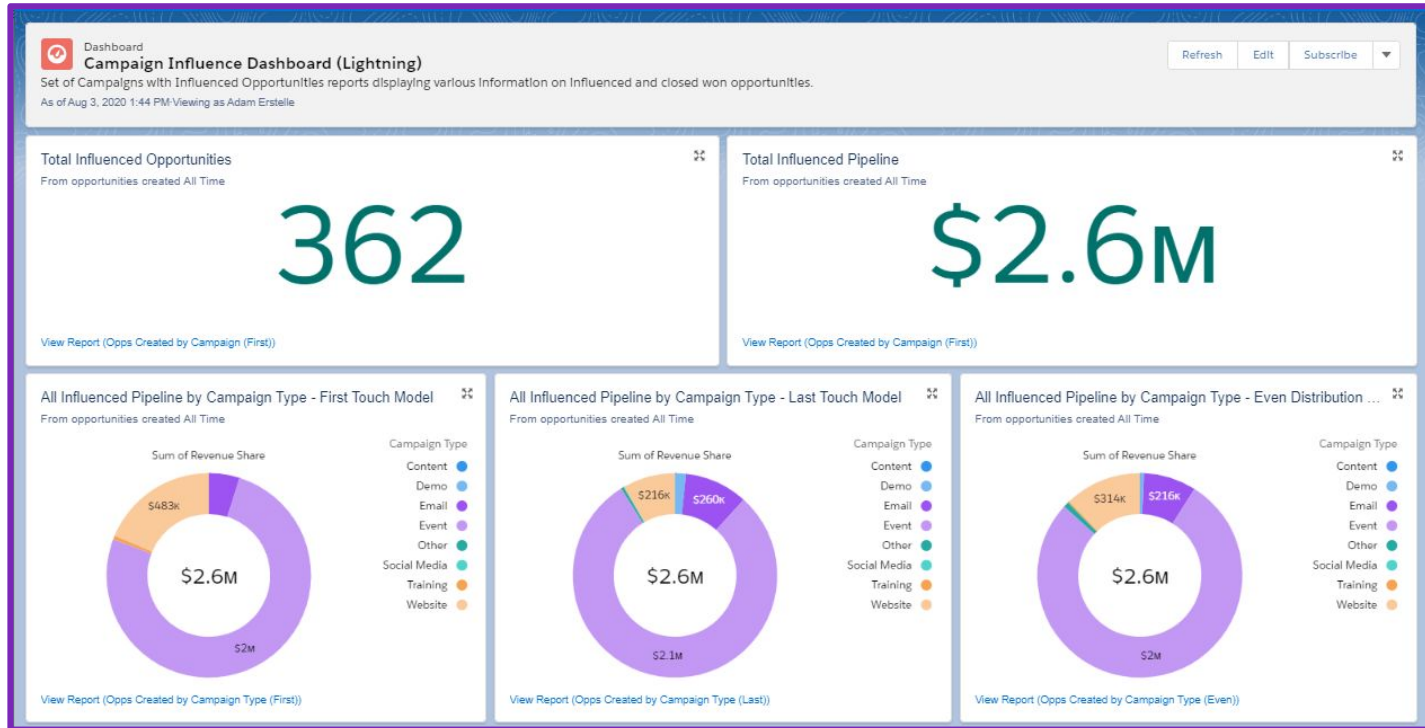 Dashboard
Campaign Influence Dashboard (Lightning)
Set of Campaigns with Influenced Opportunities reports displaying various information on influenced and closed won opportunities.
As of Aug 3, 2020 1:44 PM·Viewing as Adam Erstelle
Refresh
Edit
Subscribe
Total Influenced Opportunities
From opportunities created All Time
362
View Report (Opps Created by Campaign (First))
Total Influenced Pipeline
From opportunities created All Time
$2.6M
View Report (Opps Created by Campaign (First))
All Influenced Pipeline by Campaign Type - First Touch Model
From opportunities created All Time
Sum of Revenue Share
$483K
$2.6M
$2M
Campaign Type
Content
Demo
Email
Event
Other
Social Media
Training
Website
View Report (Opps Created by Campaign Type (First))
All Influenced Pipeline by Campaign Type - Last Touch Model
From opportunities created All Time
Sum of Revenue Share
$216K
$260K
$2.6M
$2.1M
Campaign Type
Content
Demo
Email
Event
Other
Social Media
Training
Website
View Report (Opps Created by Campaign Type (Last))
All Influenced Pipeline by Campaign Type - Even Distribution ...
From opportunities created All Time
Sum of Revenue Share
$314K
$216K
$2.6M
$2M
Campaign Type
Content
Demo
Email
Event
Other
Social Media
Training
Website
View Report (Opps Created by Campaign Type (Even))